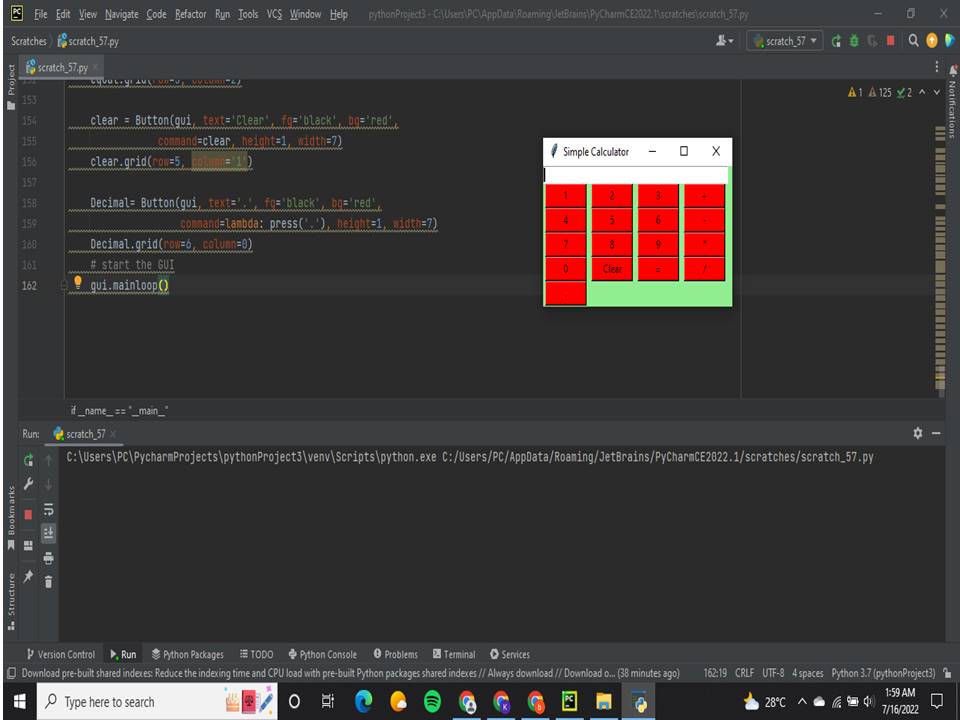 PC File Edit View Navigate Code Refactor Run Tools VCS Window Help pythonProject3 - C:\Users\PC\AppData\Roaming\JetBrains\PyCharmCE2022.1\scratches\scratch_57.py
Scratches scratch_57.py scratch_57
Project scratch_57.py
Notifications
1 125 2
153
154 clear = Button(gui, text='Clear', fg='black', bg='red',
155 command=clear, height=1, width=7)
156 clear.grid(row=5, column='1')
157
158 Decimal= Button(gui, text='.', fg='black', bg='red',
159 command=lambda: press('.'), height=1, width=7)
160 Decimal.grid(row=6, column=0)
161 # start the GUI
162 gui.mainloop()
Simple Calculator
1 2 3 +
4 5 6 -
7 8 9 *
0 Clear = /
if __name__ == "__main__"
Run: scratch_57
C:\Users\PC\PycharmProjects\pythonProject3\venv\Scripts\python.exe C:/Users/PC/AppData/Roaming/JetBrains/PyCharmCE2022.1/scratches/scratch_57.py
Bookmarks
Structure
Version Control Run Python Packages TODO Python Console Problems Terminal Services
Download pre-built shared indexes: Reduce the indexing time and CPU load with pre-built Python packages shared indexes // Always download // Download o... (38 minutes ago) 162:19 CRLF UTF-8 4 spaces Python 3.7 (pythonProject3)
Type here to search
28°C
1:59 AM
7/16/2022